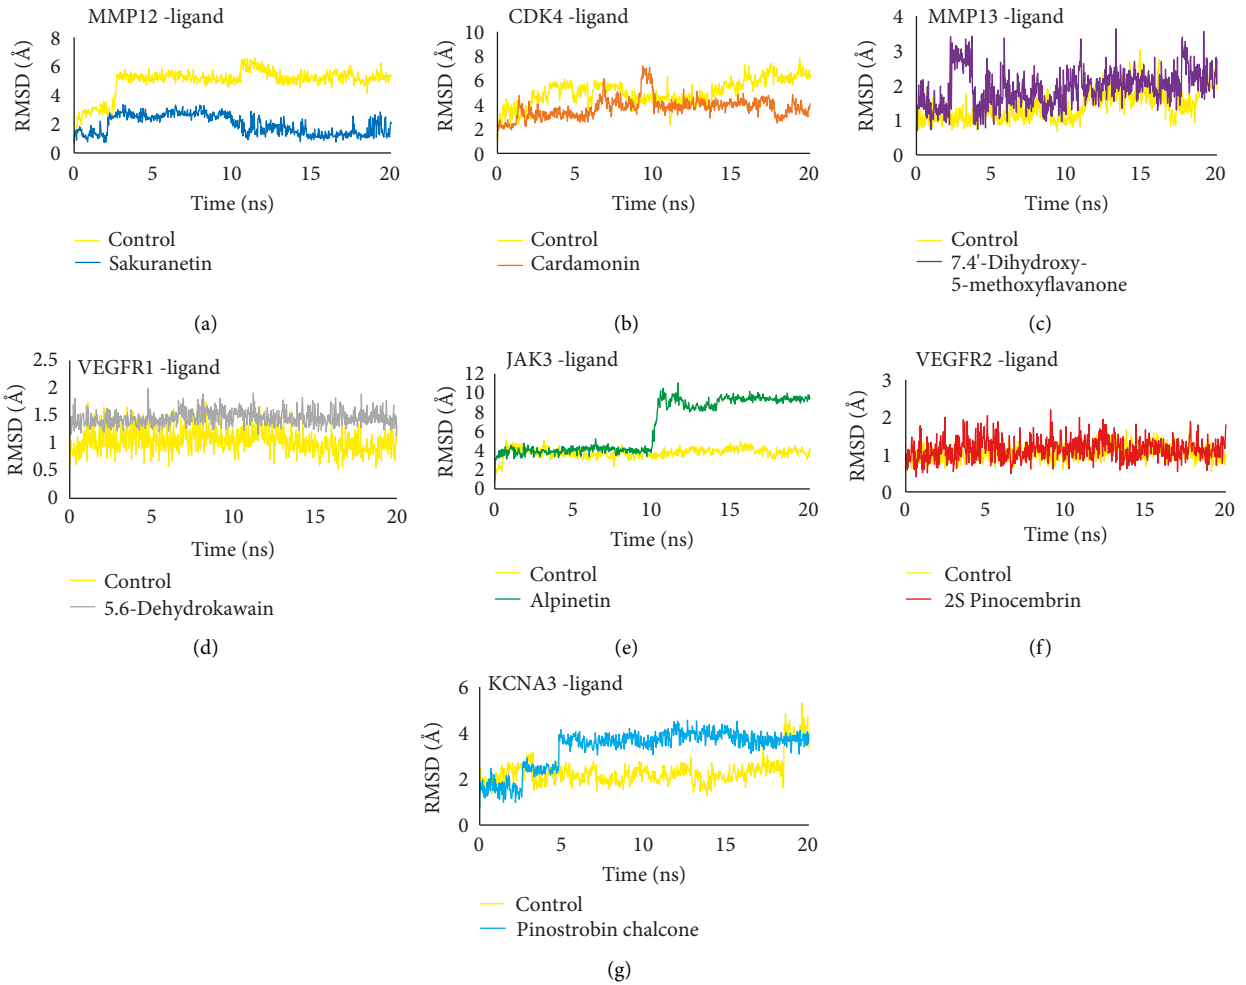 MMP12 -ligand
RMSD (Å)
8
6
4
2
0
0 5 10 15 20
Time (ns)
Control
Sakuranetin
(a)
CDK4 -ligand
RMSD (Å)
10
8
6
4
2
0
0 5 10 15 20
Time (ns)
Control
Cardamonin
(b)
MMP13 -ligand
RMSD (Å)
4
3
2
1
0
0 5 10 15 20
Time (ns)
Control
7.4'-Dihydroxy-
5-methoxyflavanone
(c)
VEGFR1 -ligand
RMSD (Å)
2.5
2
1.5
1
0.5
0
0 5 10 15 20
Time (ns)
Control
5.6-Dehydrokawain
(d)
JAK3 -ligand
RMSD (Å)
12
10
8
6
4
2
0
0 5 10 15 20
Time (ns)
Control
Alpinetin
(e)
VEGFR2 -ligand
RMSD (Å)
3
2
1
0
0 5 10 15 20
Time (ns)
Control
2S Pinocembrin
(f)
KCNA3 -ligand
RMSD (Å)
6
4
2
0
0 5 10 15 20
Time (ns)
Control
Pinostrobin chalcone
(g)